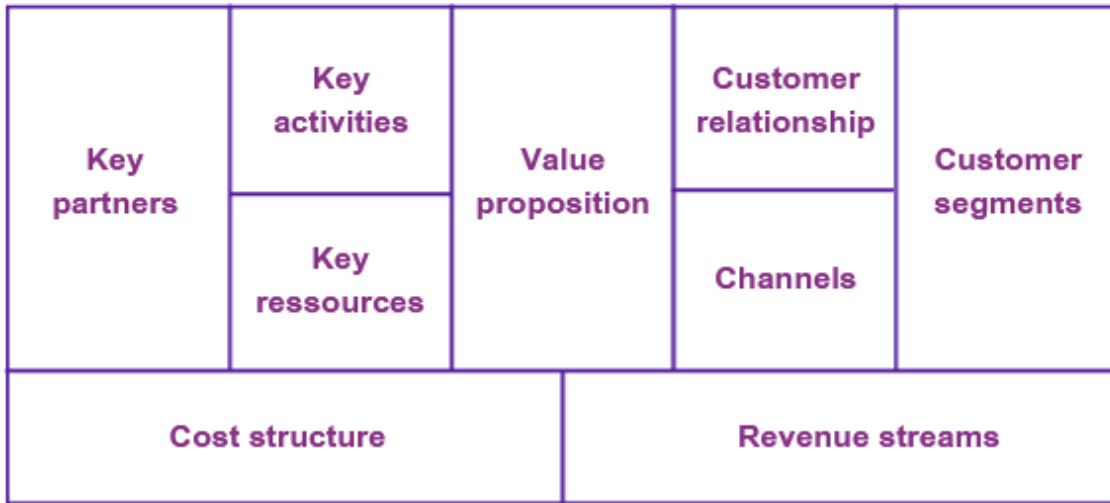 Key
partners
Key
activities
Key
ressources
Value
proposition
Customer
relationship
Channels
Customer
segments
Cost structure
Revenue streams